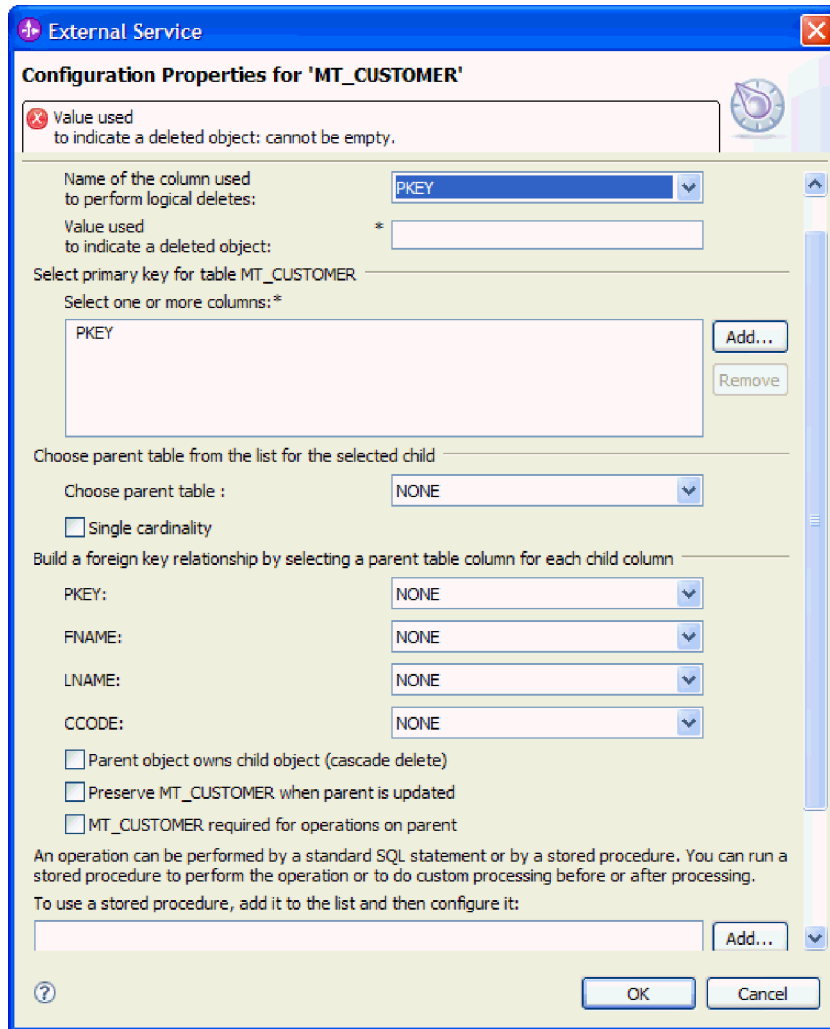 External Service
Configuration Properties for 'MT_CUSTOMER'
Value used
to indicate a deleted object: cannot be empty.
Name of the column used
to perform logical deletes:
PKEY
Value used
to indicate a deleted object:
*
Select primary key for table MT_CUSTOMER
Select one or more columns:*
PKEY
Add...
Remove
Choose parent table from the list for the selected child
Choose parent table :
NONE
Single cardinality
Build a foreign key relationship by selecting a parent table column for each child column
PKEY:
NONE
FNAME:
NONE
LNAME:
NONE
CCODE:
NONE
Parent object owns child object (cascade delete)
Preserve MT_CUSTOMER when parent is updated
MT_CUSTOMER required for operations on parent
An operation can be performed by a standard SQL statement or by a stored procedure. You can run a
stored procedure to perform the operation or to do custom processing before or after processing.
To use a stored procedure, add it to the list and then configure it:
Add...
?
OK
Cancel